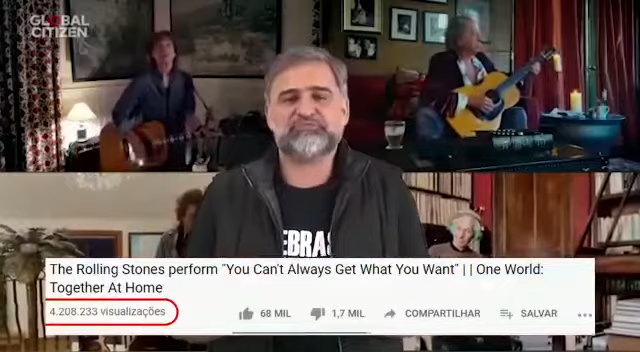 GLOBAL
CITIZEN
EBRAS
The Rolling Stones perform "You Can't Always Get What You Want" | | One World:
Together At Home
4.208.233 visualizações
68 MIL
1,7 MIL
COMPARTILHAR
SALVAR